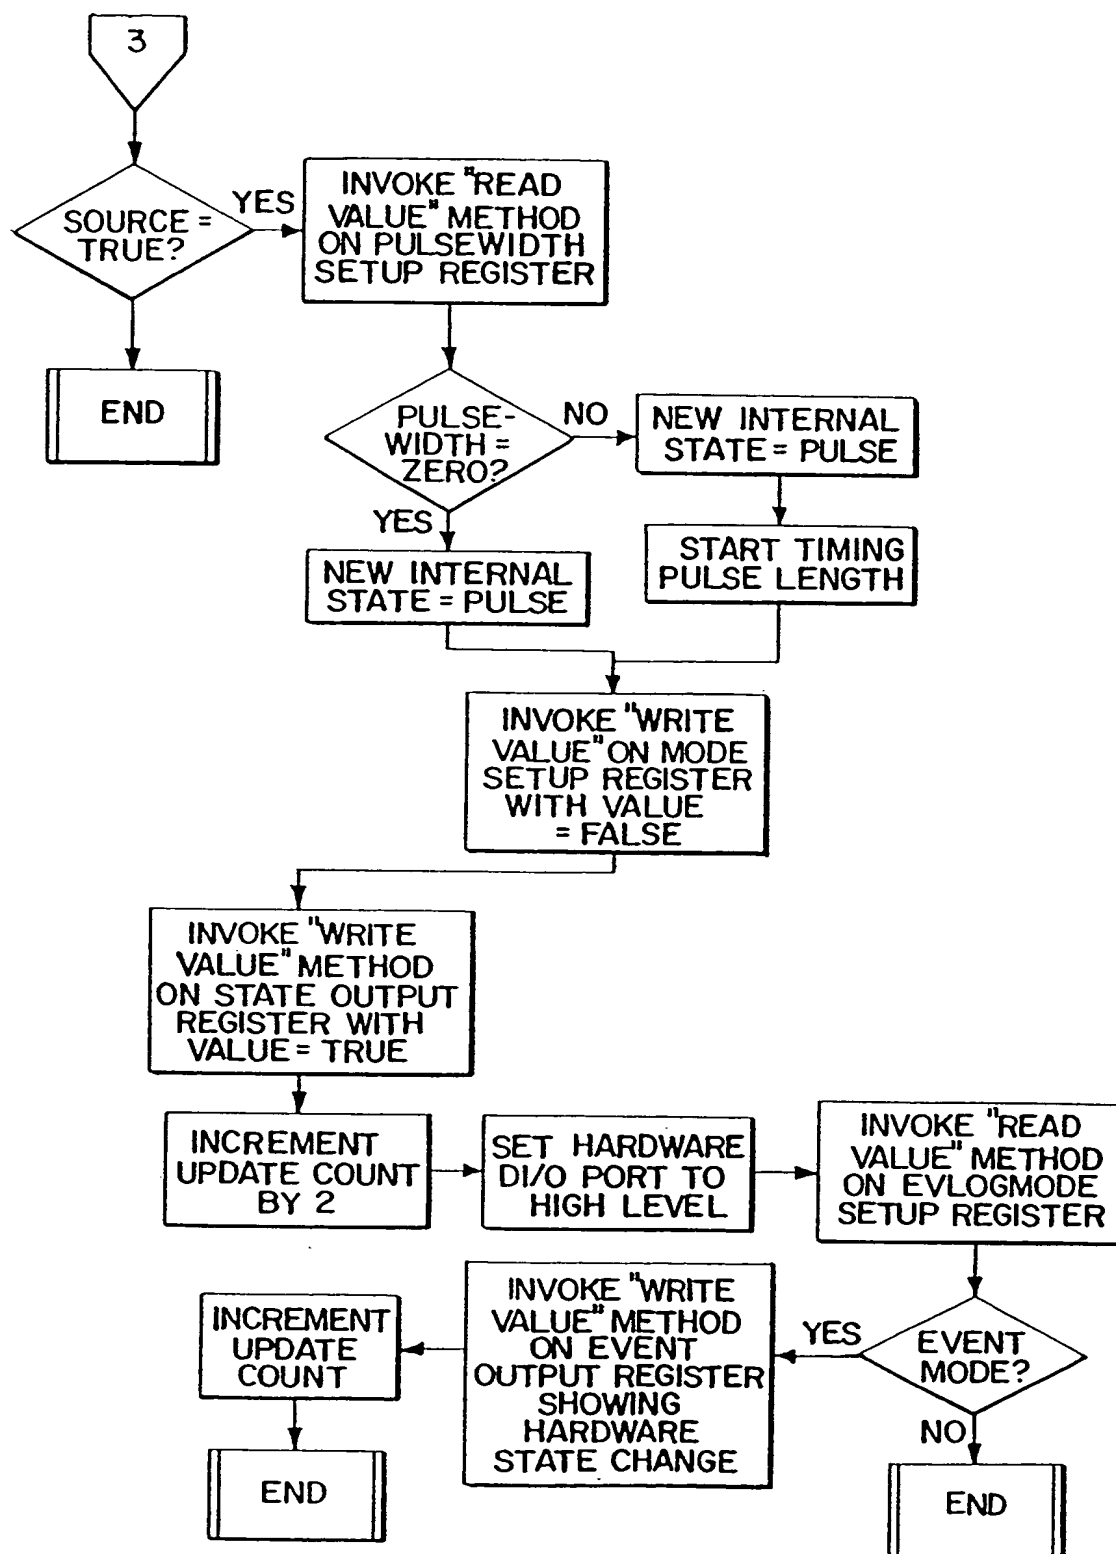 3
SOURCE =
TRUE?
YES
INVOKE "READ
VALUE" METHOD
ON PULSEWIDTH
SETUP REGISTER
END
PULSE-
WIDTH =
ZERO?
NO
NEW INTERNAL
STATE = PULSE
YES
START TIMING
PULSE LENGTH
NEW INTERNAL
STATE = PULSE
INVOKE "WRITE
VALUE" ON MODE
SETUP REGISTER
WITH VALUE
= FALSE
INVOKE "WRITE
VALUE" METHOD
ON STATE OUTPUT
REGISTER WITH
VALUE = TRUE
INCREMENT
UPDATE COUNT
BY 2
SET HARDWARE
DI/O PORT TO
HIGH LEVEL
INVOKE "READ
VALUE" METHOD
ON EVLOGMODE
SETUP REGISTER
EVENT
MODE?
YES
INVOKE "WRITE
VALUE" METHOD
ON EVENT
OUTPUT REGISTER
SHOWING
HARDWARE
STATE CHANGE
INCREMENT
UPDATE
COUNT
END
NO
END